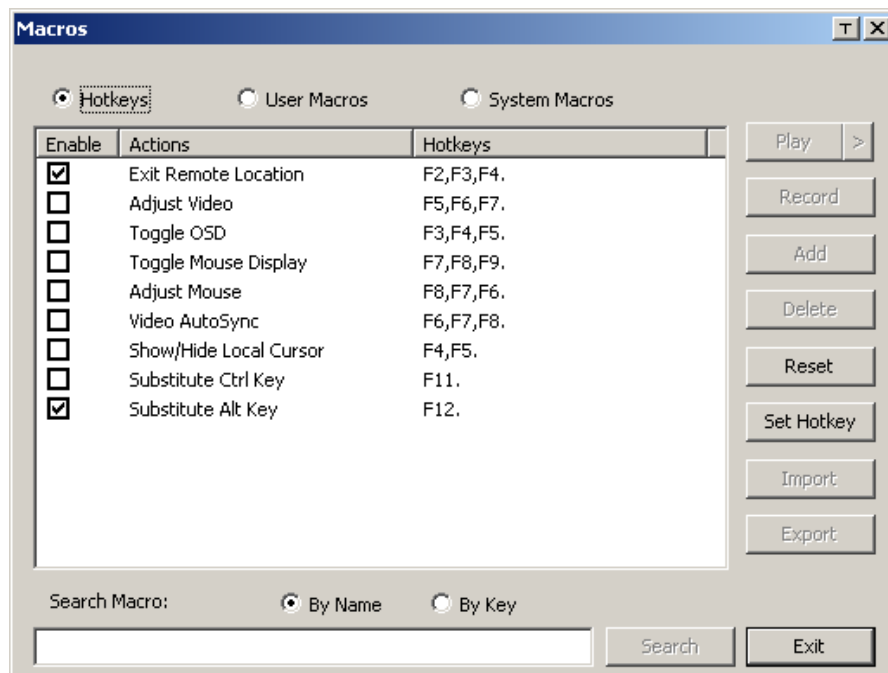 Macros
Hotkeys User Macros System Macros
Enable Actions Hotkeys
Exit Remote Location F2,F3,F4.
Adjust Video F5,F6,F7.
Toggle OSD F3,F4,F5.
Toggle Mouse Display F7,F8,F9.
Adjust Mouse F8,F7,F6.
Video AutoSync F6,F7,F8.
Show/Hide Local Cursor F4,F5.
Substitute Ctrl Key F11.
Substitute Alt Key F12.
Play >
Record
Add
Delete
Reset
Set Hotkey
Import
Export
Search Macro: By Name By Key
Search Exit